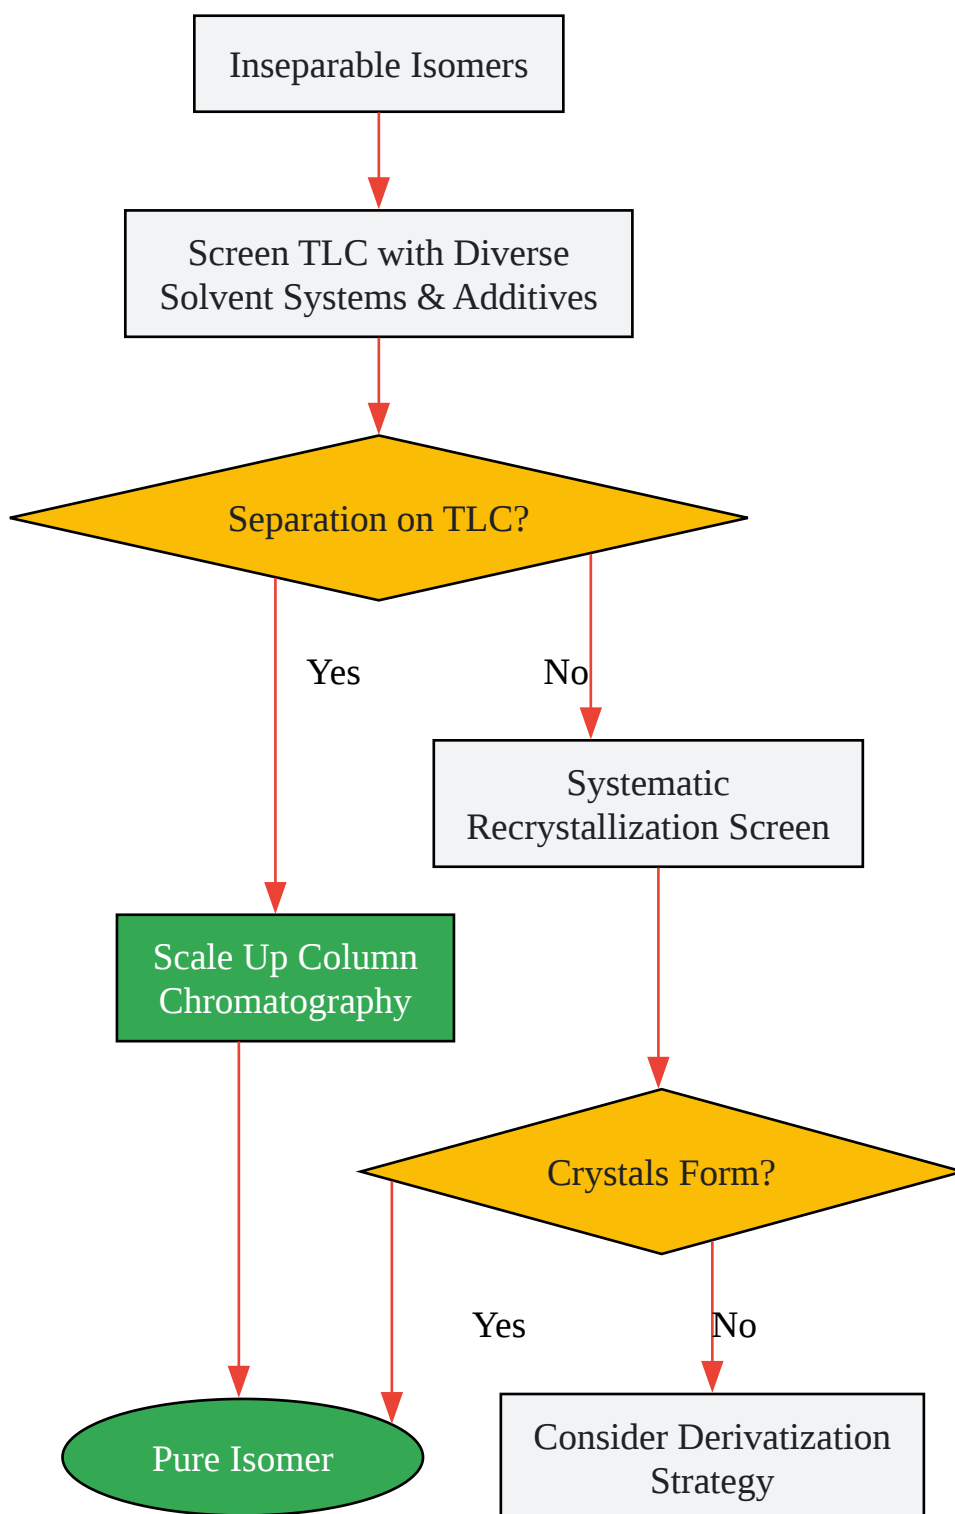 Inseparable Isomers
Screen TLC with Diverse
Solvent Systems & Additives
Separation on TLC?
Yes
No
Systematic
Recrystallization Screen
Scale Up Column
Chromatography
Crystals Form?
Yes
No
Pure Isomer
Consider Derivatization
Strategy